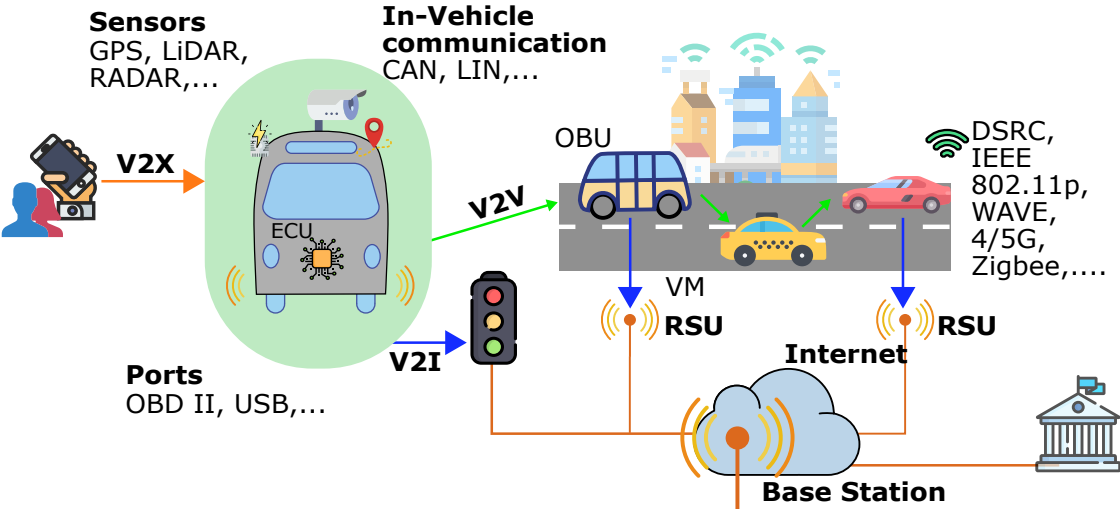 Sensors
GPS, LiDAR,
RADAR,...
In-Vehicle
communication
CAN, LIN,...
V2X
ECU
V2V
OBU
DSRC,
IEEE
802.11p,
WAVE,
4/5G,
Zigbee,....
VM
RSU
RSU
V2I
Ports
OBD II, USB,...
Internet
Base Station